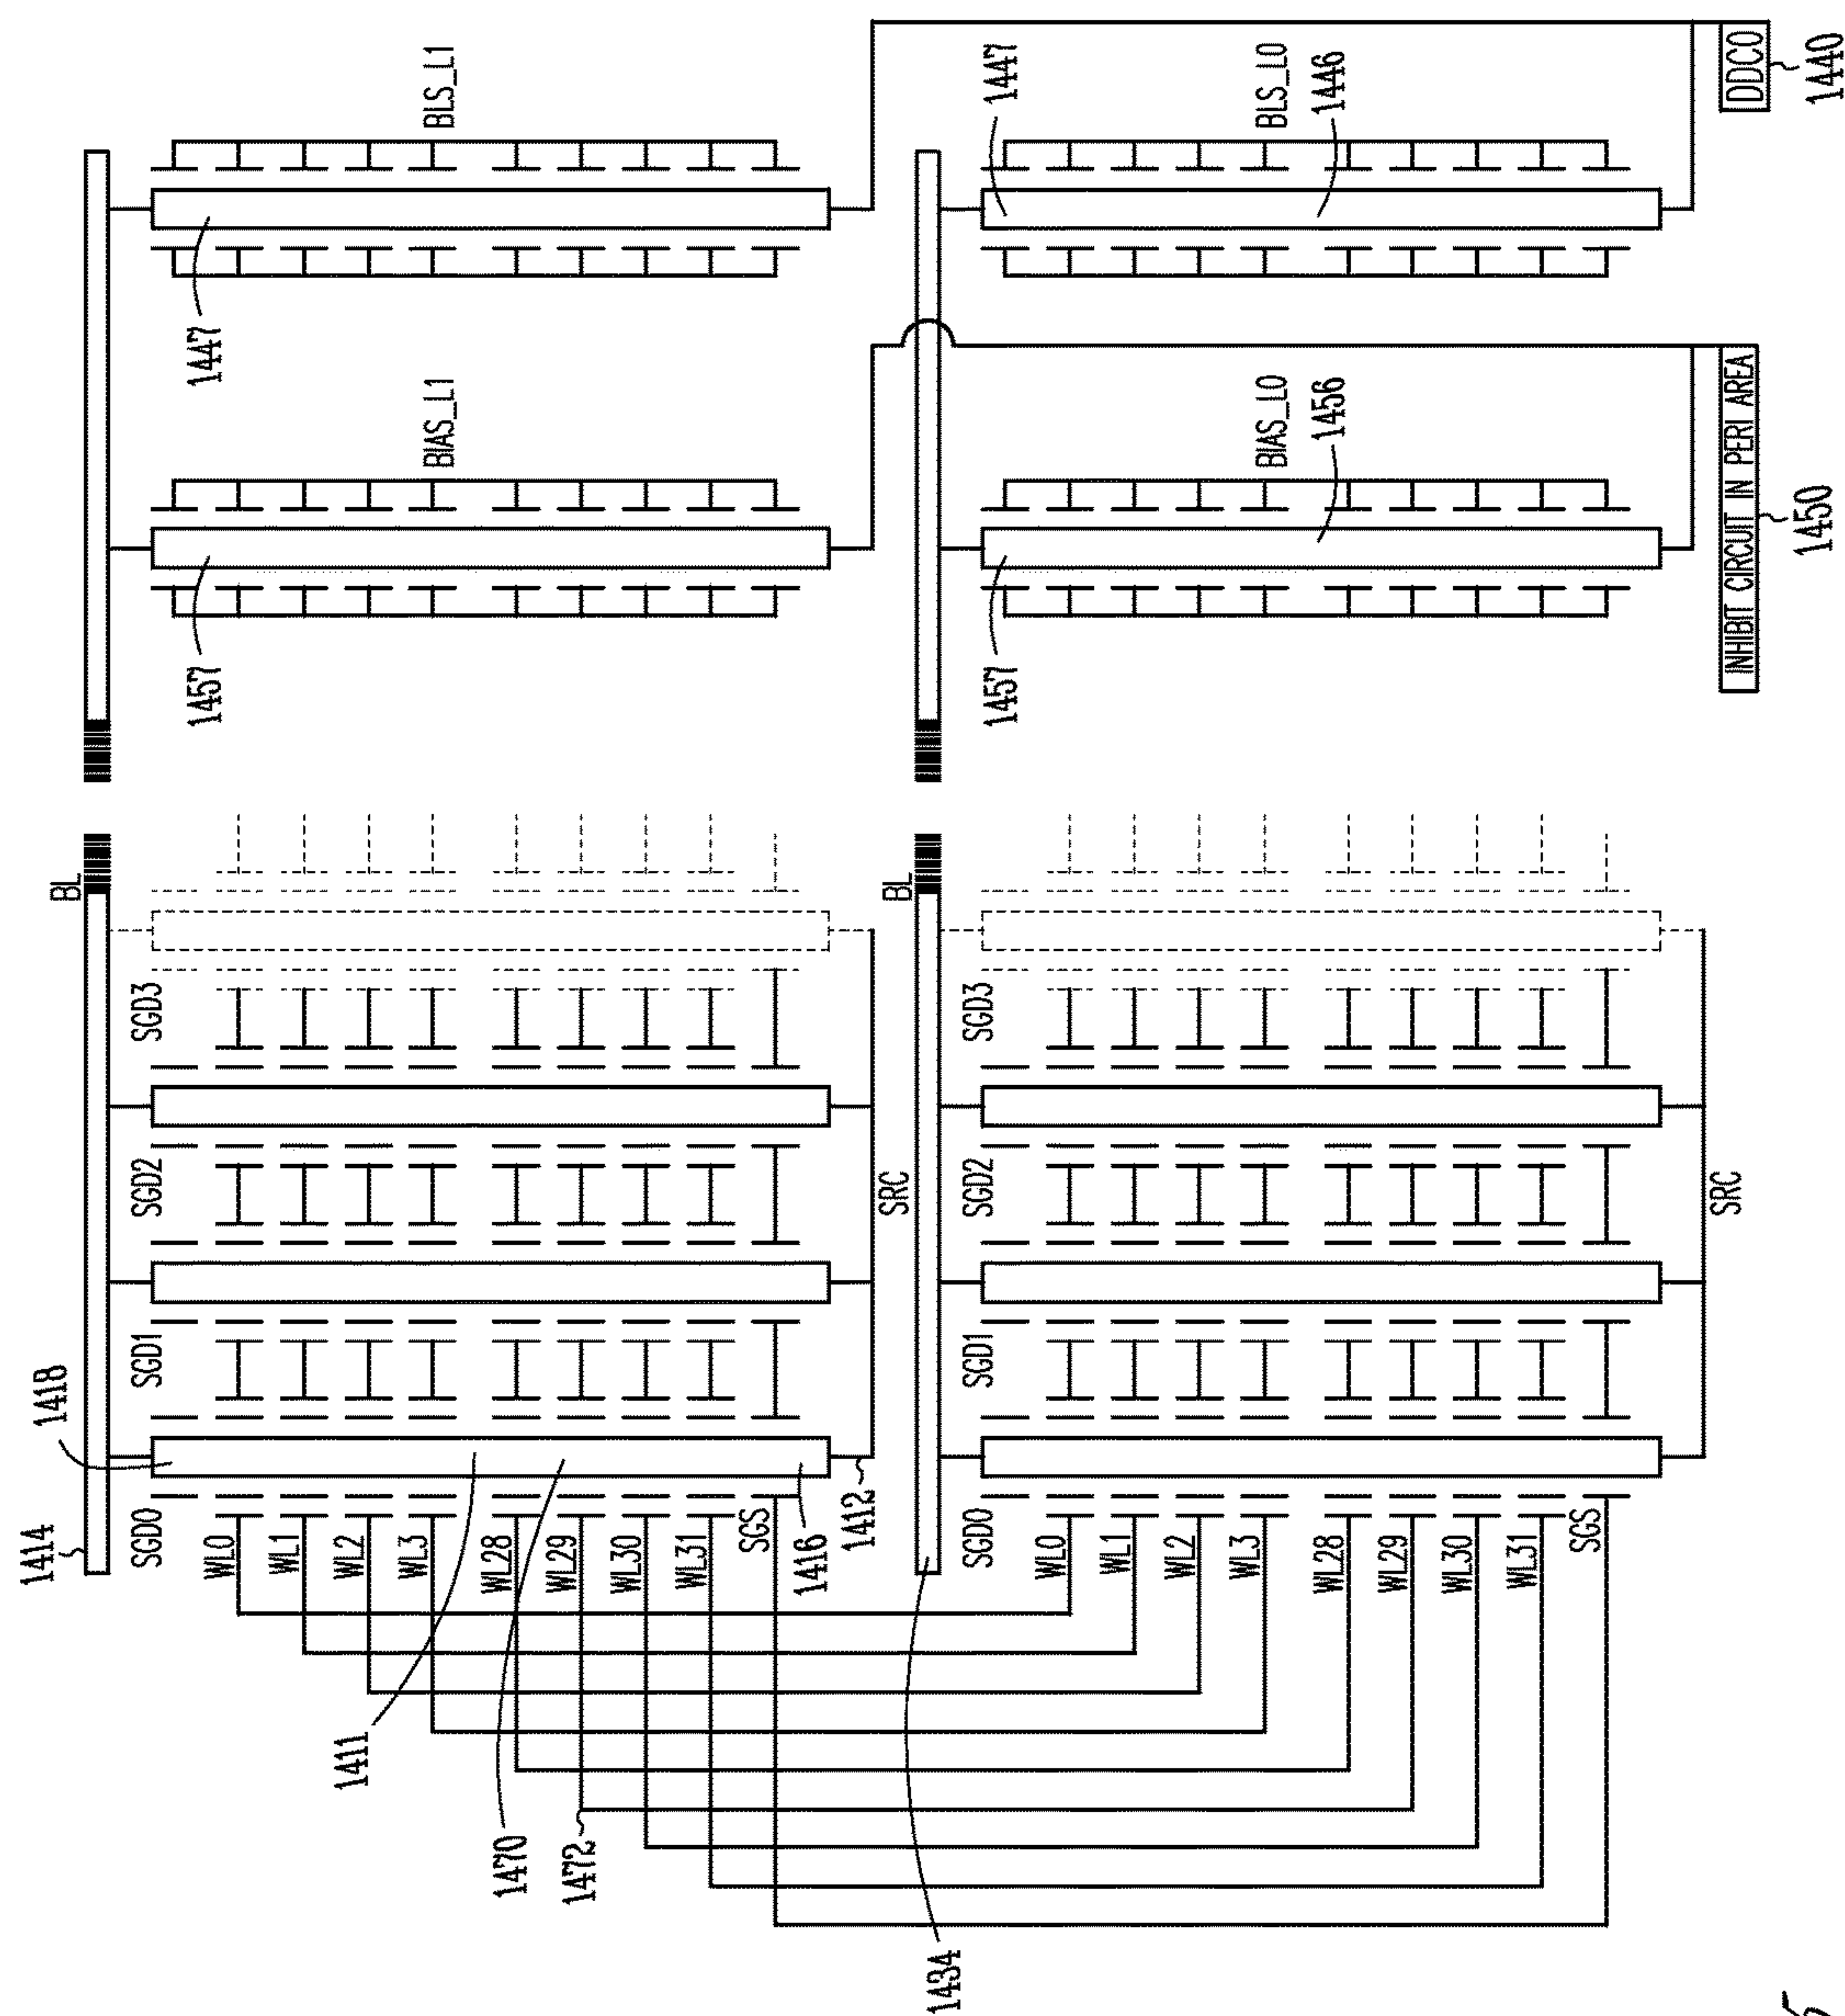 1414
1418
BL
SGD0
SGD1
SGD2
SGD3
WL0
WL1
WL2
WL3
WL28
WL29
WL30
WL31
SGS
1411
1470
1472
1416
1412
SRC
1457
BIAS_L1
1447
BLS_L1
1434
BL
SGD0
SGD1
SGD2
SGD3
WL0
WL1
WL2
WL3
WL28
WL29
WL30
WL31
SGS
SRC
1457
BIAS_L0
1456
1447
BLS_L0
1446
INHIBIT CIRCUIT IN PERI AREA
1450
DDC0
1440